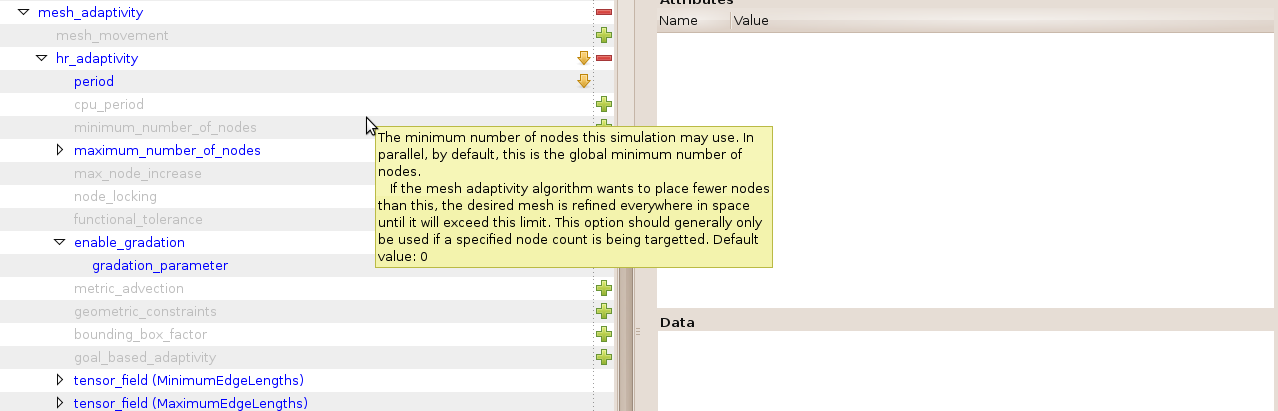 Attributes
mesh_adaptivity
Name Value
mesh_movement
hr_adaptivity
period
cpu_period
minimum_number_of_nodes
The minimum number of nodes this simulation may use. In
parallel, by default, this is the global minimum number of
nodes.
If the mesh adaptivity algorithm wants to place fewer nodes
than this, the desired mesh is refined everywhere in space
until it will exceed this limit. This option should generally only
be used if a specified node count is being targetted. Default
value: 0
maximum_number_of_nodes
max_node_increase
node_locking
functional_tolerance
enable_gradation
gradation_parameter
metric_advection
geometric_constraints
Data
bounding_box_factor
goal_based_adaptivity
tensor_field (MinimumEdgeLengths)
tensor_field (MaximumEdgeLengths)